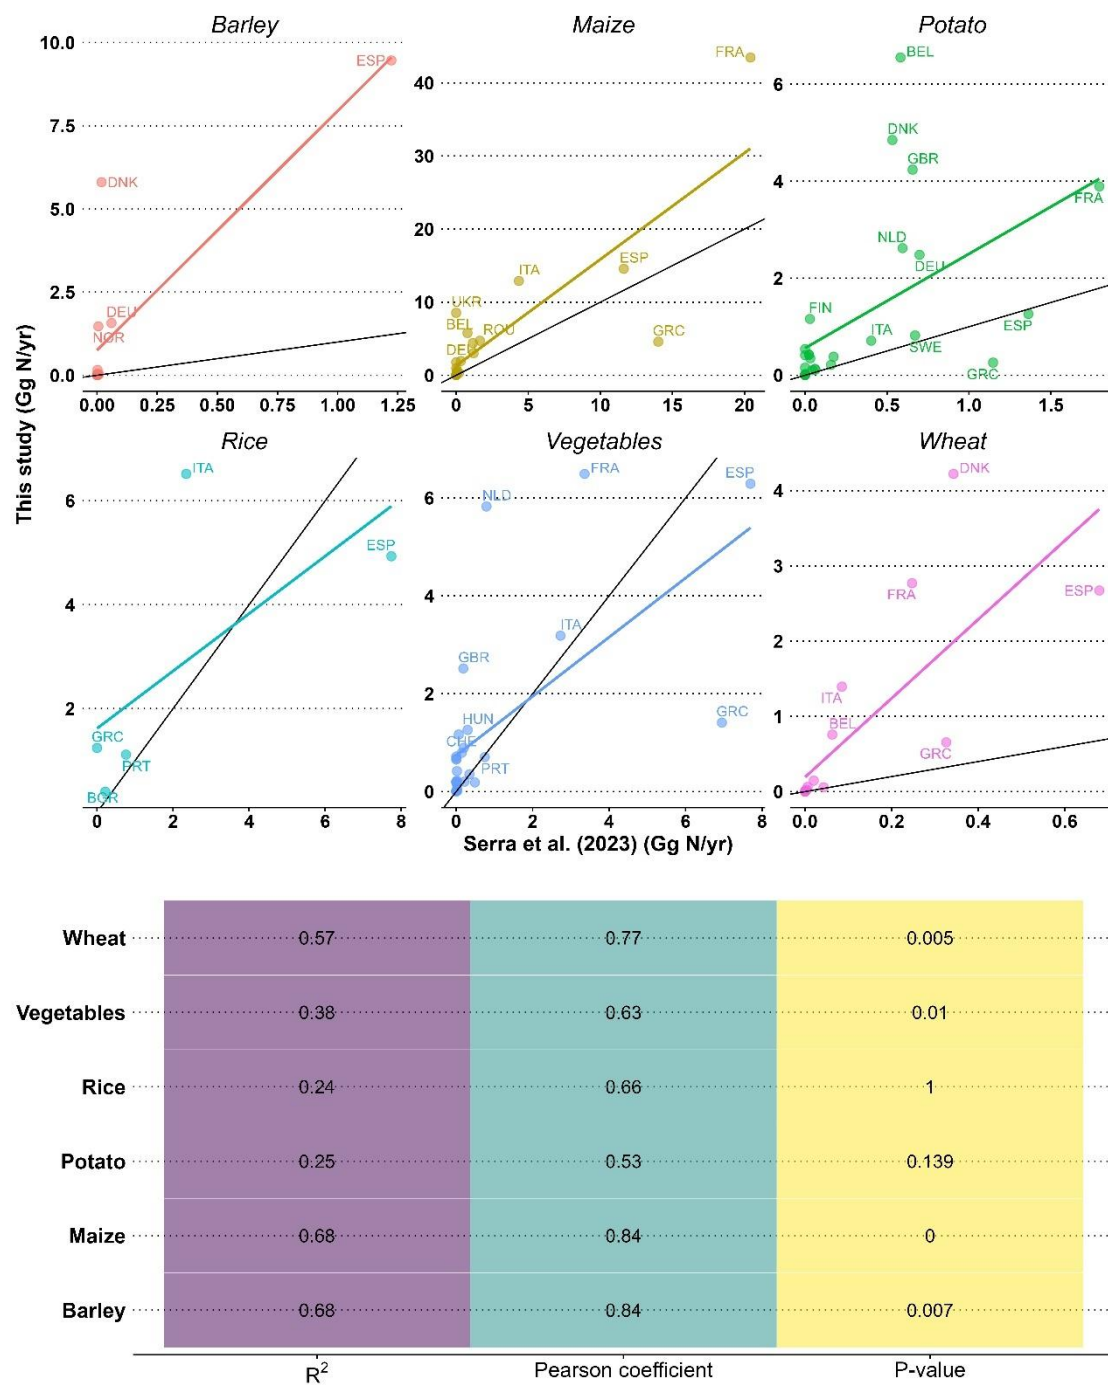 Barley
Maize
Potato
10.0
7.5
5.0
2.5
0.0
ESP
DNK
DEU
NOR
0.00 0.25 0.50 0.75 1.00 1.25
40
30
20
10
0
FRA
ITA
ESP
UKR
BEL
ROU
DEU
GRC
0 5 10 15 20
6
4
2
0
BEL
DNK
GBR
FRA
NLD
DEU
FIN
ITA
SWE
ESP
GRC
0.0 0.5 1.0 1.5
This study (Gg N/yr)
Rice
Vegetables
Wheat
6
4
2
ITA
ESP
GRC
PRT
BGR
0 2 4 6 8
6
4
2
0
FRA
ESP
NLD
ITA
GBR
HUN
CHE
PRT
GRC
0 2 4 6 8
4
3
2
1
0
DNK
FRA
ESP
ITA
BEL
GRC
0.0 0.2 0.4 0.6
Serra et al. (2023) (Gg N/yr)
Wheat 0.57 0.77 0.005
Vegetables 0.38 0.63 0.01
Rice 0.24 0.66 1
Potato 0.25 0.53 0.139
Maize 0.68 0.84 0
Barley 0.68 0.84 0.007
R² Pearson coefficient P-value